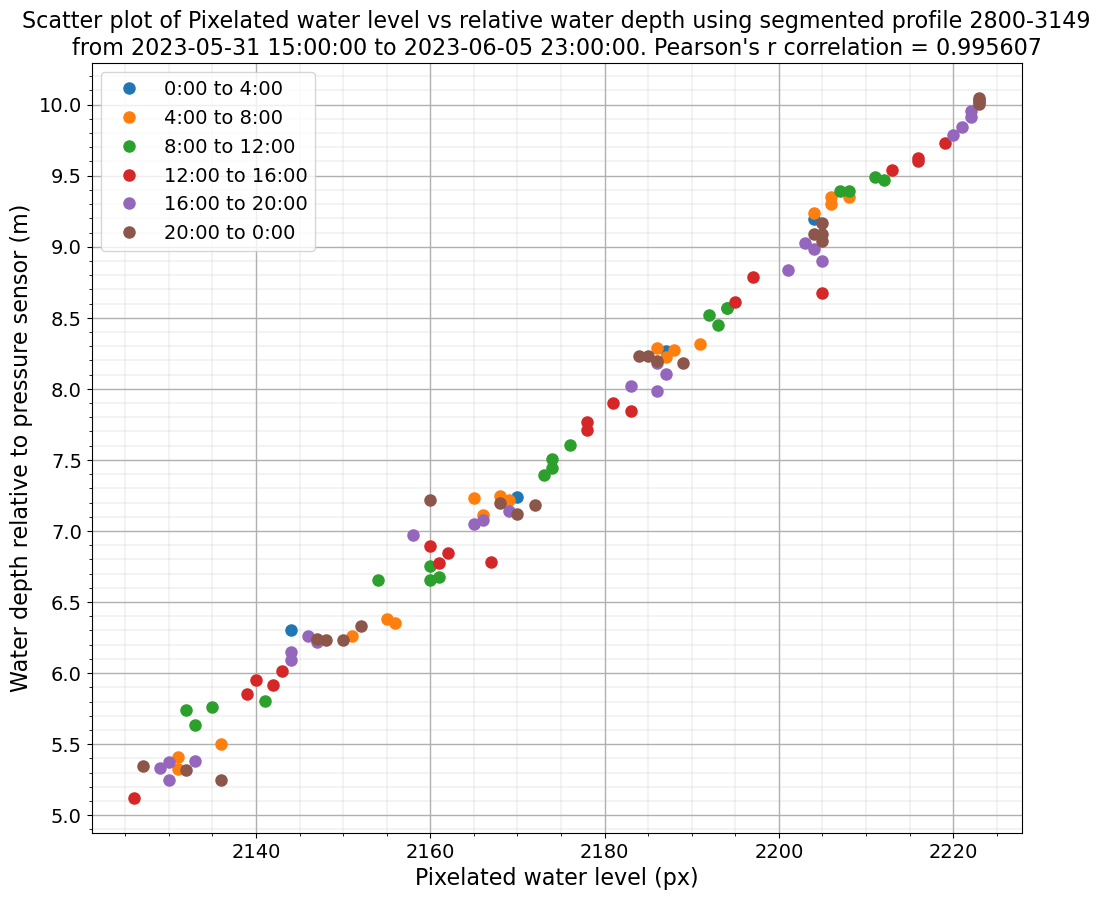 Scatter plot of Pixelated water level vs relative water depth using segmented profile 2800-3149
from 2023-05-31 15:00:00 to 2023-06-05 23:00:00. Pearson's r correlation = 0.995607
0:00 to 4:00
4:00 to 8:00
8:00 to 12:00
12:00 to 16:00
16:00 to 20:00
20:00 to 0:00
Water depth relative to pressure sensor (m)
10.0
9.5
9.0
8.5
8.0
7.5
7.0
6.5
6.0
5.5
5.0
2140 2160 2180 2200 2220
Pixelated water level (px)